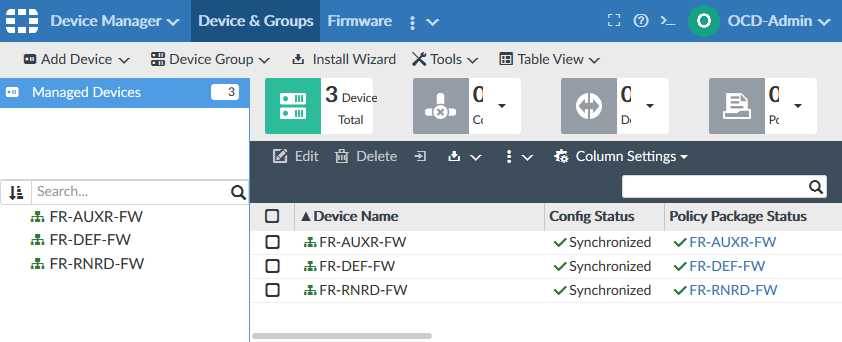 Device Manager Device & Groups Firmware OCD-Admin
O
Add Device Device Group Install Wizard Tools Table View
Managed Devices 3
3 Device
Total
0
0
0
Edit Delete Column Settings
Search...
Device Name Config Status Policy Package Status
FR-AUXR-FW
FR-DEF-FW
FR-RNRD-FW
FR-AUXR-FW Synchronized FR-AUXR-FW
FR-DEF-FW Synchronized FR-DEF-FW
FR-RNRD-FW Synchronized FR-RNRD-FW